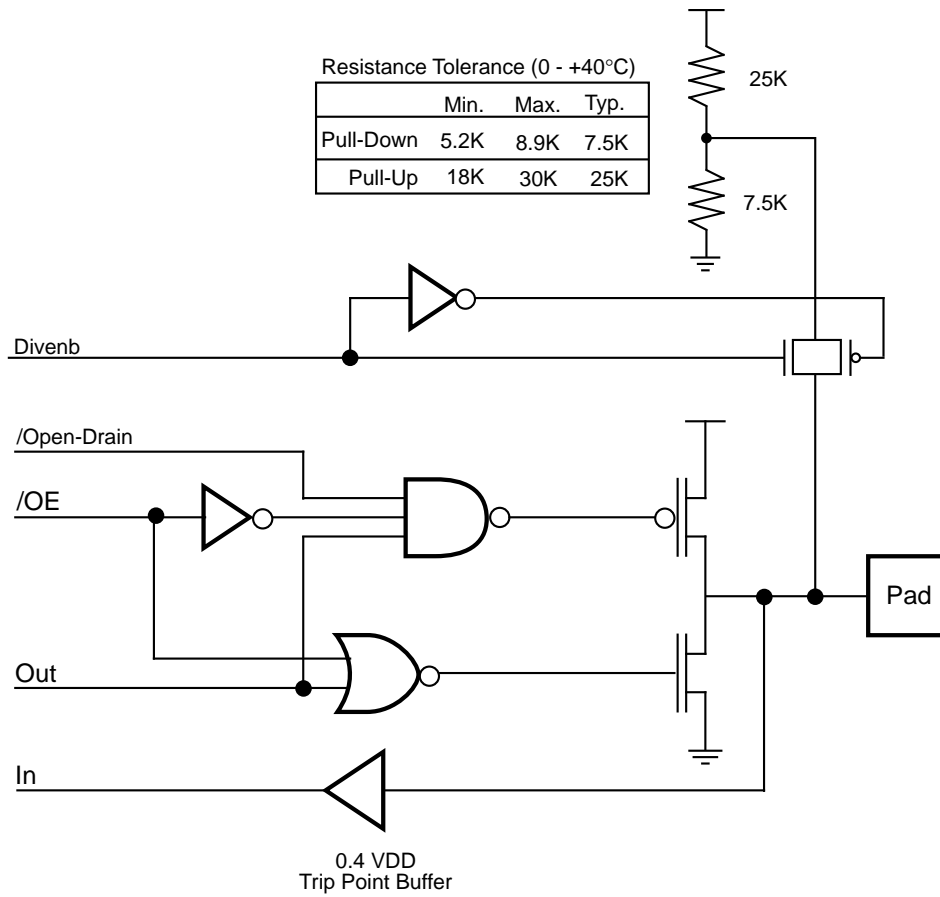 Resistance Tolerance (0 - +40°C)
Min. Max. Typ.
Pull-Down 5.2K 8.9K 7.5K
Pull-Up 18K 30K 25K
25K
7.5K
Divenb
/Open-Drain
/OE
Pad
Out
In
0.4 VDD
Trip Point Buffer